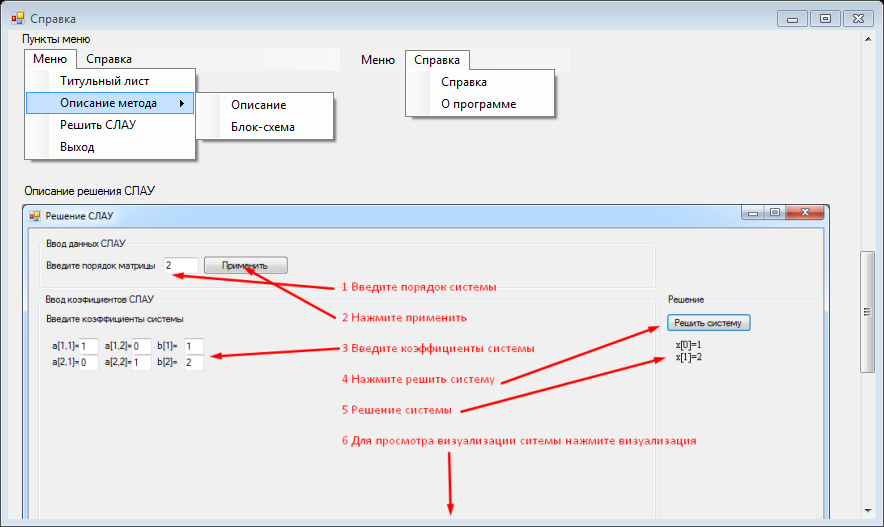 Справка
Пункты меню
Меню Справка
Титульный лист
Описание метода
Решить СЛАУ
Выход
Описание
Блок-схема
Меню Справка
Справка
О программе
Описание решения СЛАУ
Решение СЛАУ
Ввод данных СЛАУ
Введите порядок матрицы 2 Применить
1 Введите порядок системы
Ввод коэфициентов СЛАУ
Введите коэффициенты системы
a[1,1]= 1 a[1,2]= 0 b[1]= 1
a[2,1]= 0 a[2,2]= 1 b[2]= 2
2 Нажмите применить
3 Введите коэффициенты системы
4 Нажмите решить систему
5 Решение системы
6 Для просмотра визуализации ситемы нажмите визуализация
Решение
Решить систему
x[0]=1
x[1]=2